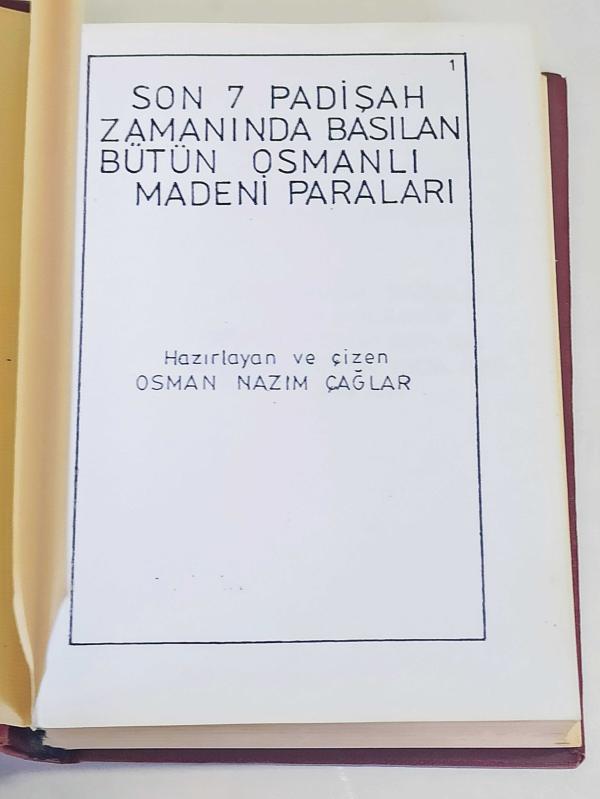 1
SON 7 PADİŞAH
ZAMANINDA BASILAN
BÜTÜN OSMANLI
MADENİ PARALARI
Hazırlayan ve çizen
OSMAN NAZIM ÇAĞLAR